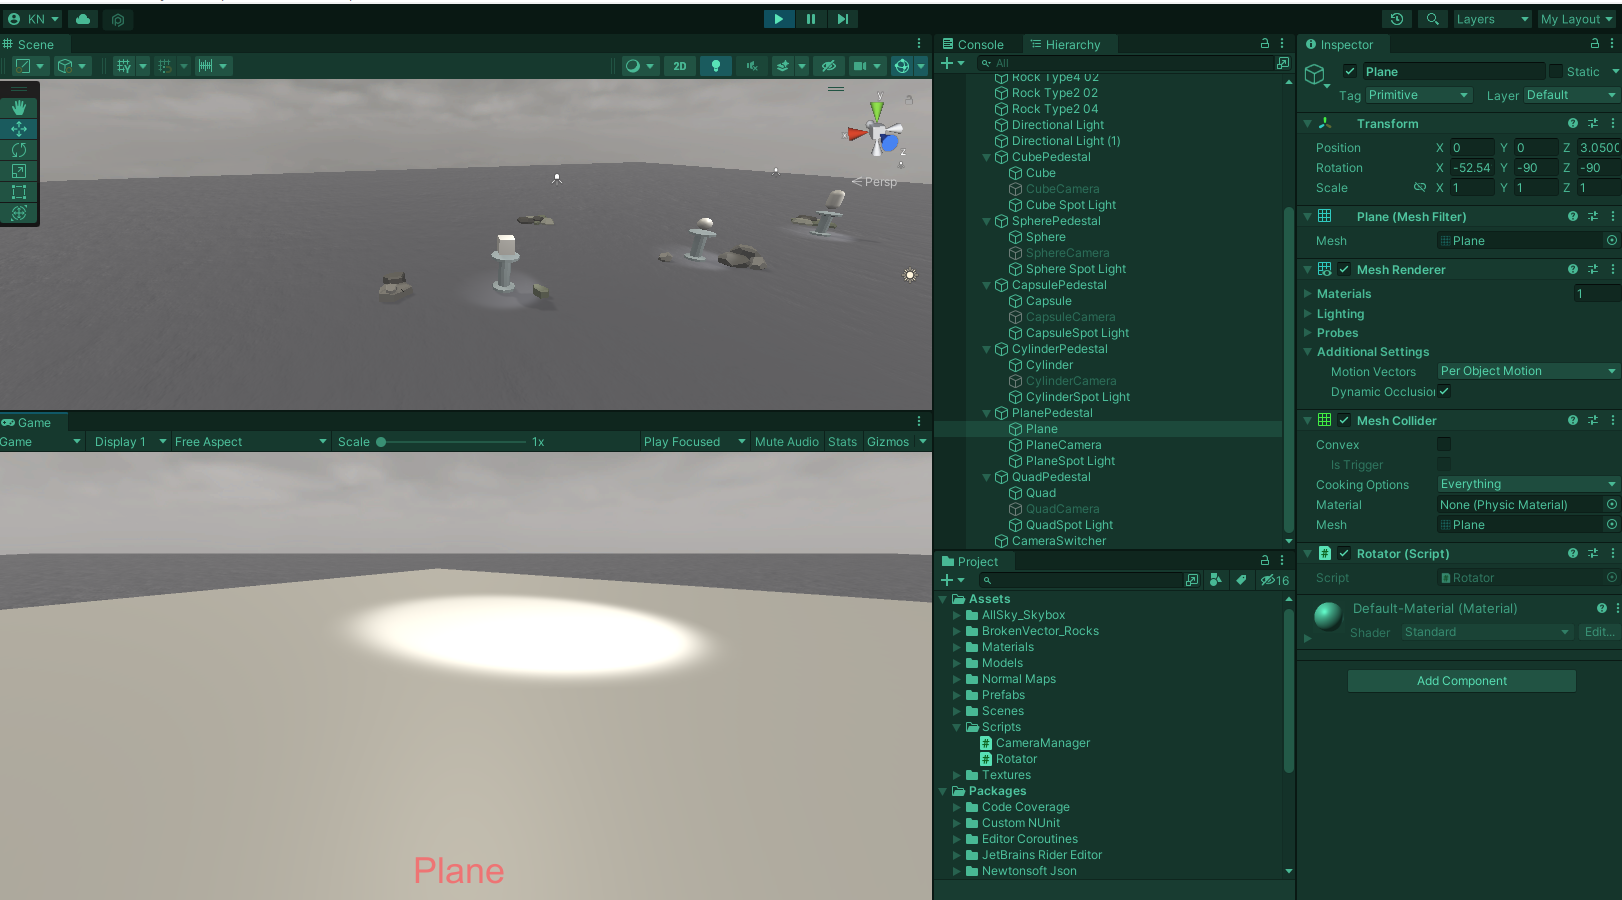 KN
Layers
My Layout
Scene
2D
y
x
z
Persp
Game
Game
Display 1
Free Aspect
Scale
1x
Play Focused
Mute Audio
Stats
Gizmos
Plane
Console
Hierarchy
All
Rock Type4 02
Rock Type2 02
Rock Type2 04
Directional Light
Directional Light (1)
CubePedestal
Cube
CubeCamera
Cube Spot Light
SpherePedestal
Sphere
SphereCamera
Sphere Spot Light
CapsulePedestal
Capsule
CapsuleCamera
CapsuleSpot Light
CylinderPedestal
Cylinder
CylinderCamera
CylinderSpot Light
PlanePedestal
Plane
PlaneCamera
PlaneSpot Light
QuadPedestal
Quad
QuadCamera
QuadSpot Light
CameraSwitcher
Project
16
Assets
AllSky_Skybox
BrokenVector_Rocks
Materials
Models
Normal Maps
Prefabs
Scenes
Scripts
CameraManager
Rotator
Textures
Packages
Code Coverage
Custom NUnit
Editor Coroutines
JetBrains Rider Editor
Newtonsoft Json
Inspector
Plane
Static
Tag Primitive Layer Default
Transform
Position X 0 Y 0 Z 3.0500
Rotation X -52.54 Y -90 Z -90
Scale X 1 Y 1 Z 1
Plane (Mesh Filter)
Mesh Plane
Mesh Renderer
Materials 1
Lighting
Probes
Additional Settings
Motion Vectors Per Object Motion
Dynamic Occlusion
Mesh Collider
Convex
Is Trigger
Cooking Options Everything
Material None (Physic Material)
Mesh Plane
# Rotator (Script)
Script Rotator
Default-Material (Material)
Shader Standard Edit...
Add Component